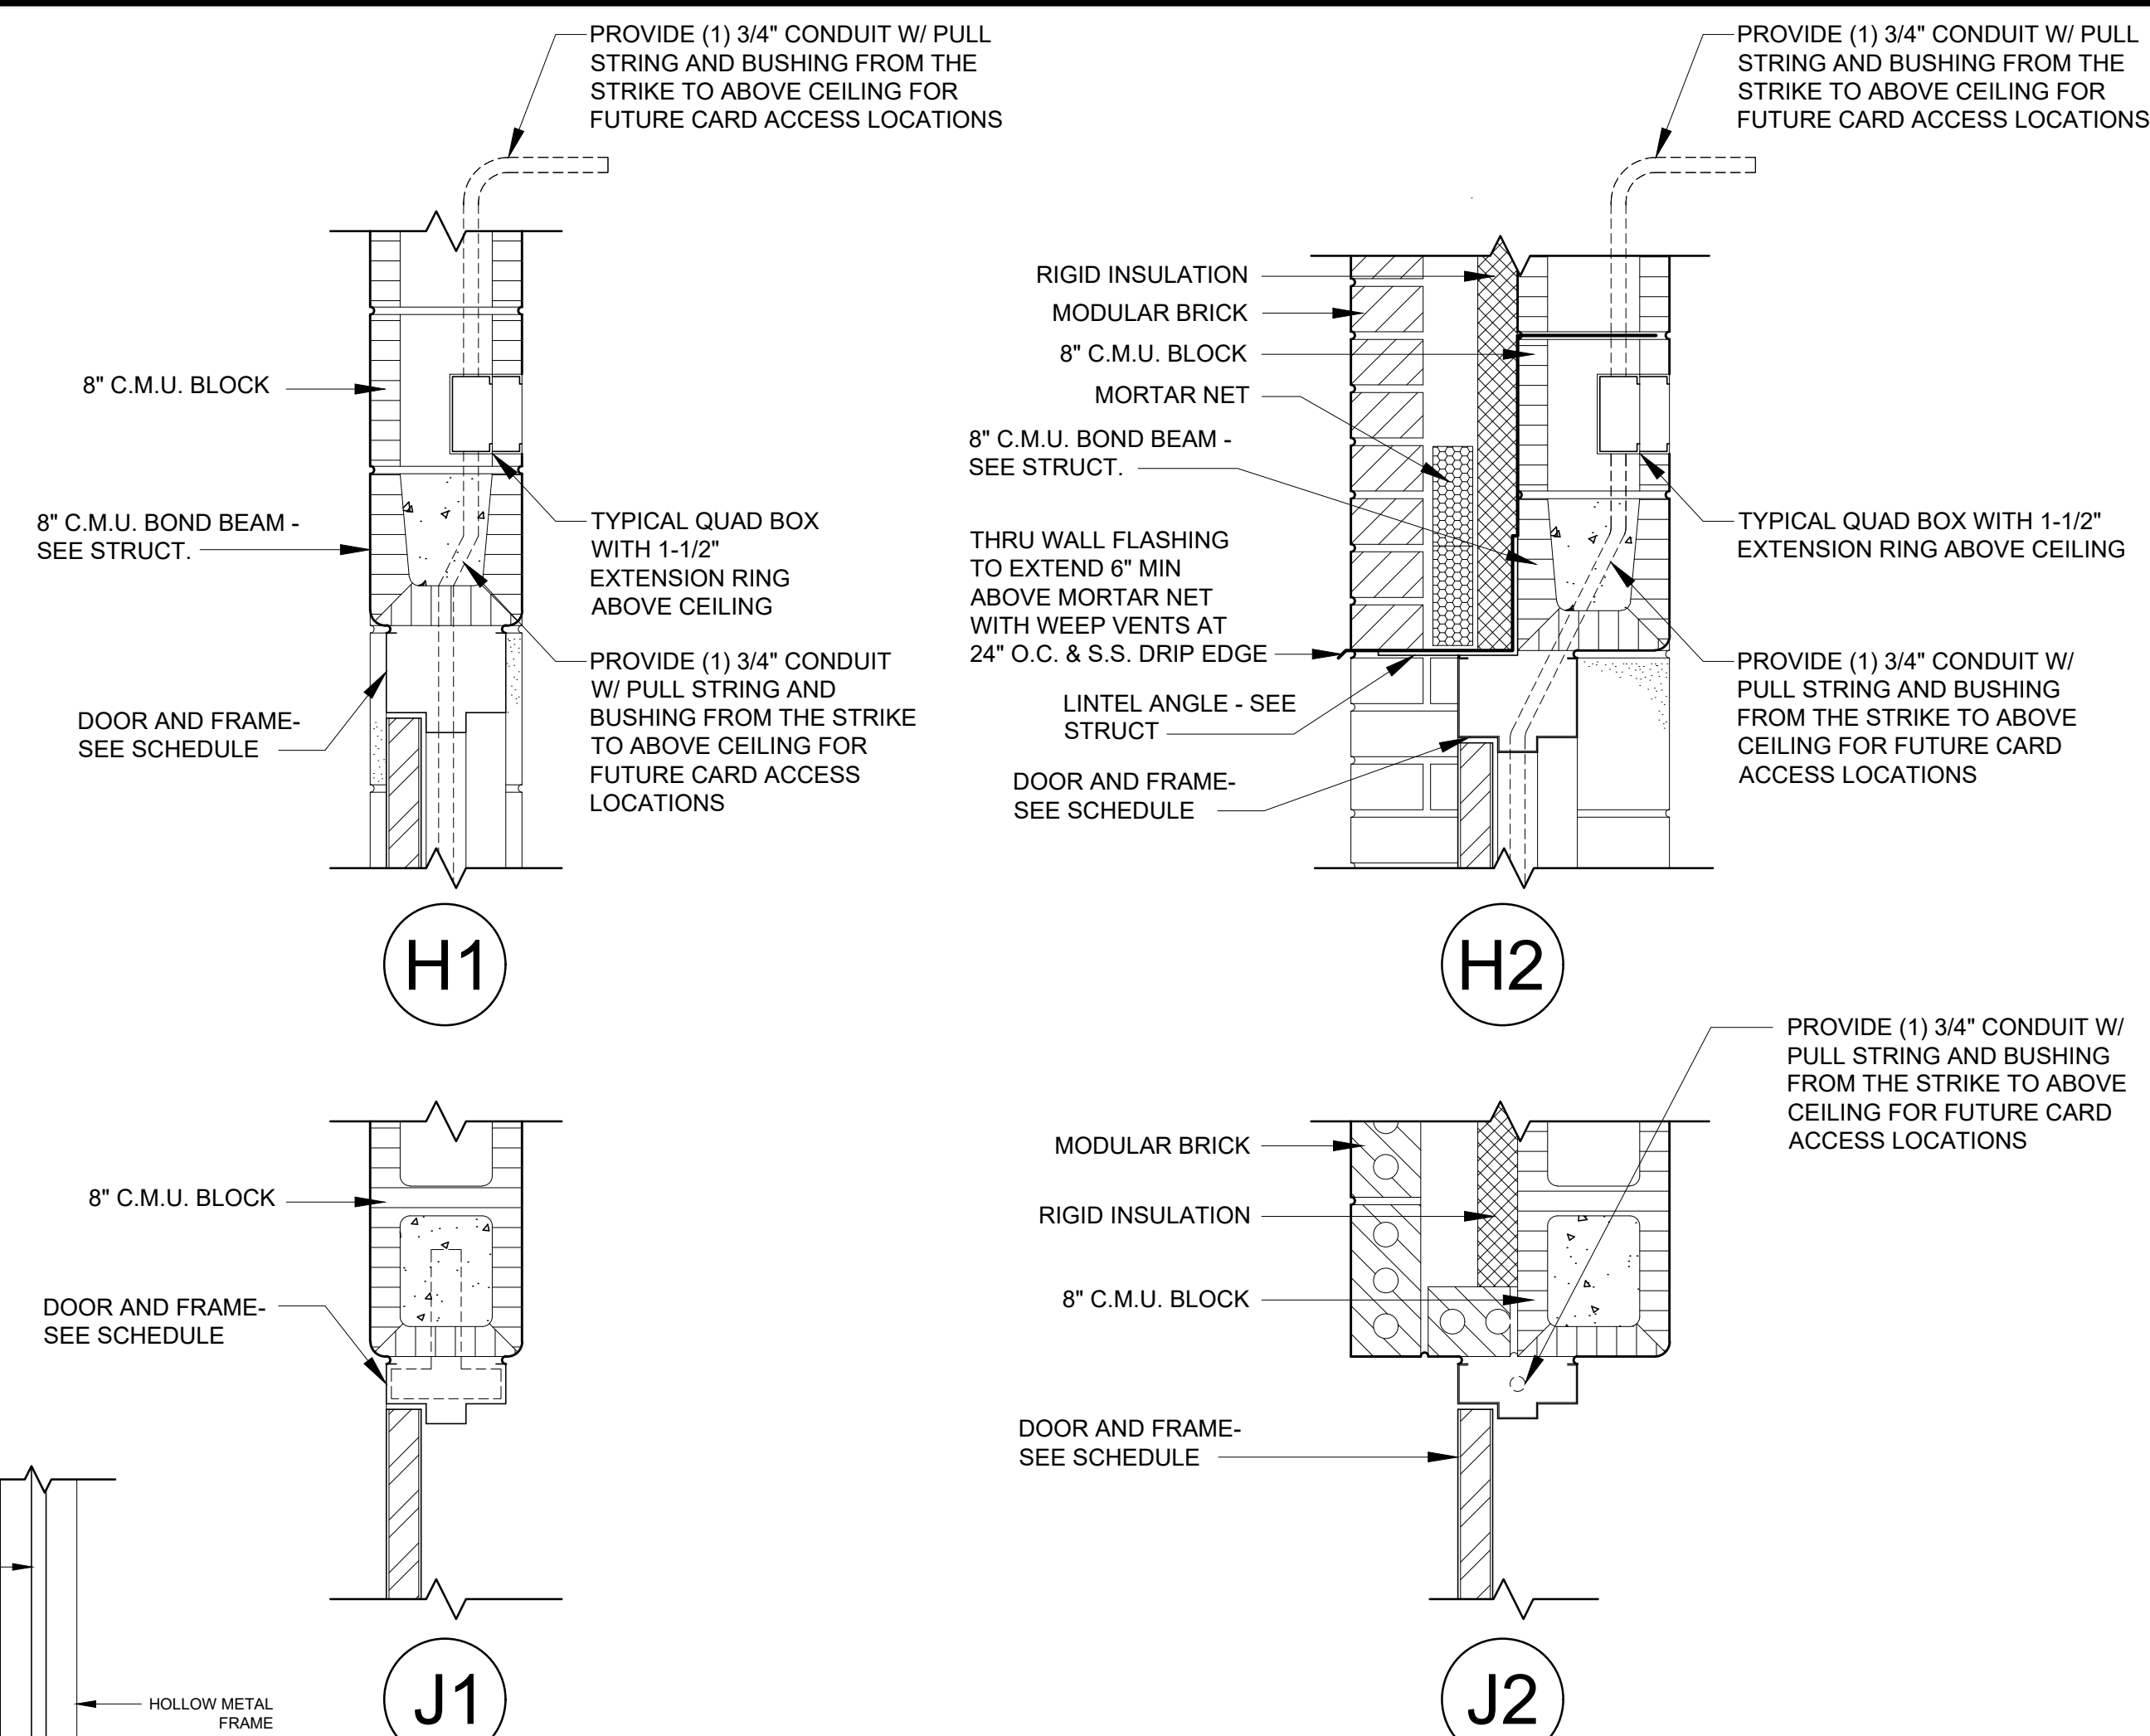 PROVIDE (1) 3/4" CONDUIT W/ PULL
STRING AND BUSHING FROM THE
STRIKE TO ABOVE CEILING FOR
FUTURE CARD ACCESS LOCATIONS
8" C.M.U. BLOCK
8" C.M.U. BOND BEAM -
SEE STRUCT.
TYPICAL QUAD BOX
WITH 1-1/2"
EXTENSION RING
ABOVE CEILING
DOOR AND FRAME-
SEE SCHEDULE
PROVIDE (1) 3/4" CONDUIT
W/ PULL STRING AND
BUSHING FROM THE STRIKE
TO ABOVE CEILING FOR
FUTURE CARD ACCESS
LOCATIONS
H1
PROVIDE (1) 3/4" CONDUIT W/ PULL
STRING AND BUSHING FROM THE
STRIKE TO ABOVE CEILING FOR
FUTURE CARD ACCESS LOCATIONS
RIGID INSULATION
MODULAR BRICK
8" C.M.U. BLOCK
MORTAR NET
8" C.M.U. BOND BEAM -
SEE STRUCT.
THRU WALL FLASHING
TO EXTEND 6" MIN
ABOVE MORTAR NET
WITH WEEP VENTS AT
24" O.C. & S.S. DRIP EDGE
LINTEL ANGLE - SEE
STRUCT
DOOR AND FRAME-
SEE SCHEDULE
TYPICAL QUAD BOX WITH 1-1/2"
EXTENSION RING ABOVE CEILING
PROVIDE (1) 3/4" CONDUIT W/
PULL STRING AND BUSHING
FROM THE STRIKE TO ABOVE
CEILING FOR FUTURE CARD
ACCESS LOCATIONS
H2
8" C.M.U. BLOCK
DOOR AND FRAME-
SEE SCHEDULE
J1
HOLLOW METAL
FRAME
PROVIDE (1) 3/4" CONDUIT W/
PULL STRING AND BUSHING
FROM THE STRIKE TO ABOVE
CEILING FOR FUTURE CARD
ACCESS LOCATIONS
MODULAR BRICK
RIGID INSULATION
8" C.M.U. BLOCK
DOOR AND FRAME-
SEE SCHEDULE
J2